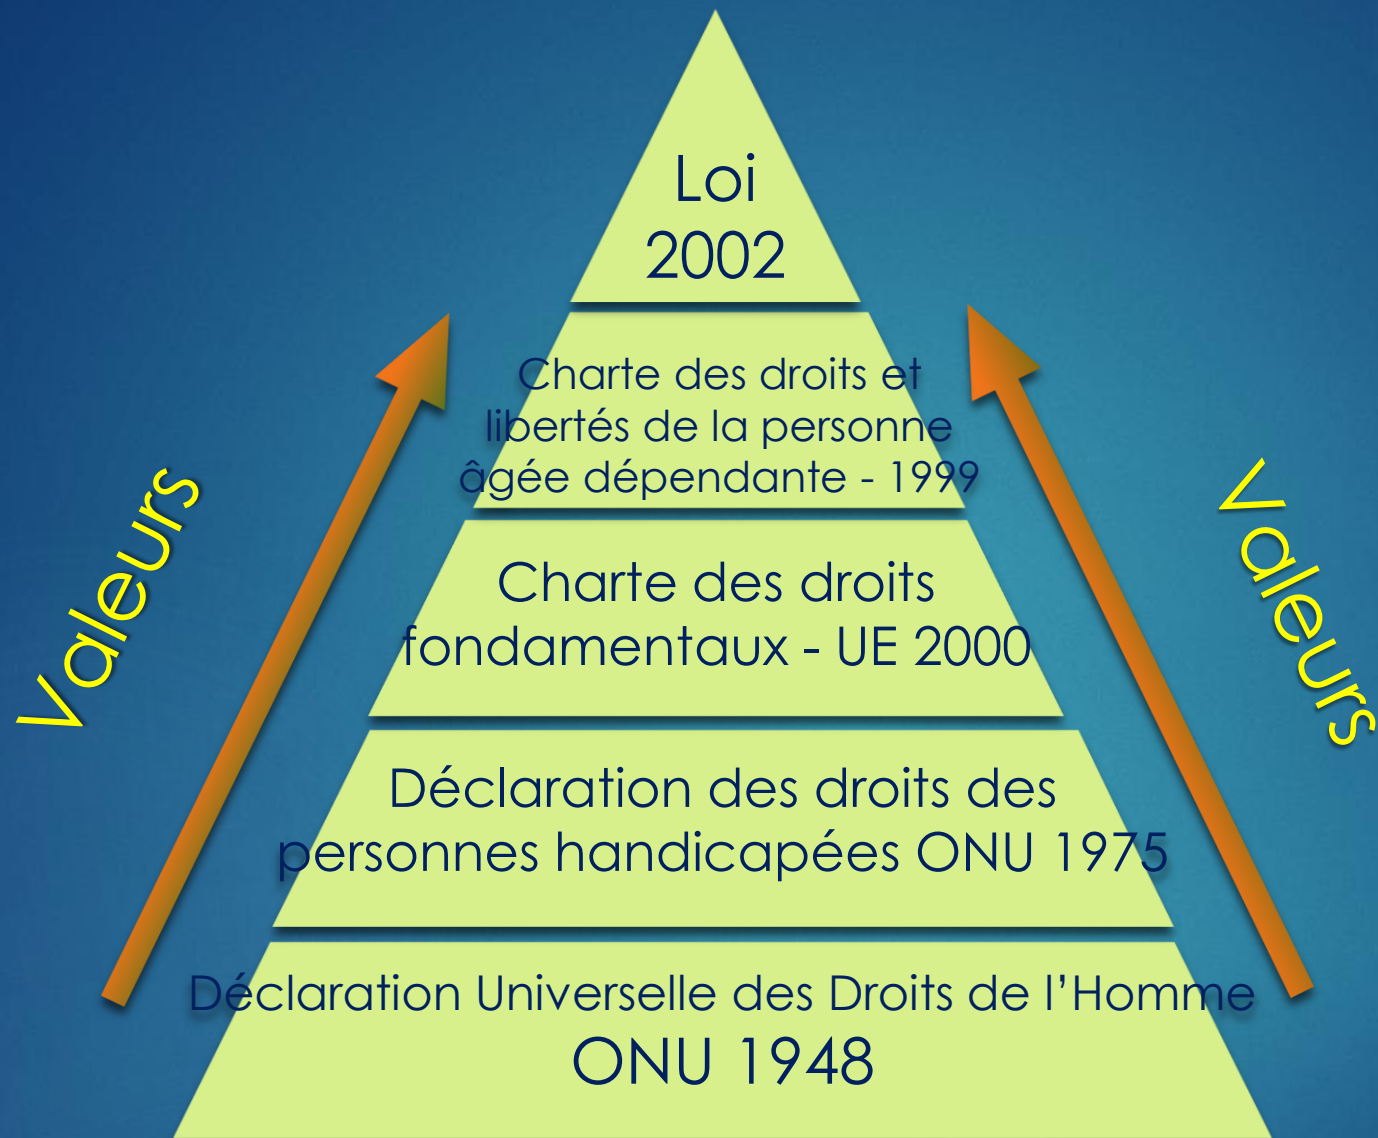 Loi
2002
Charte des droits et
libertés de la personne
âgée dépendante - 1999
Valeurs
Valeurs
Charte des droits
fondamentaux - UE 2000
Déclaration des droits des
personnes handicapées ONU 1975
Déclaration Universelle des Droits de l’Homme
ONU 1948